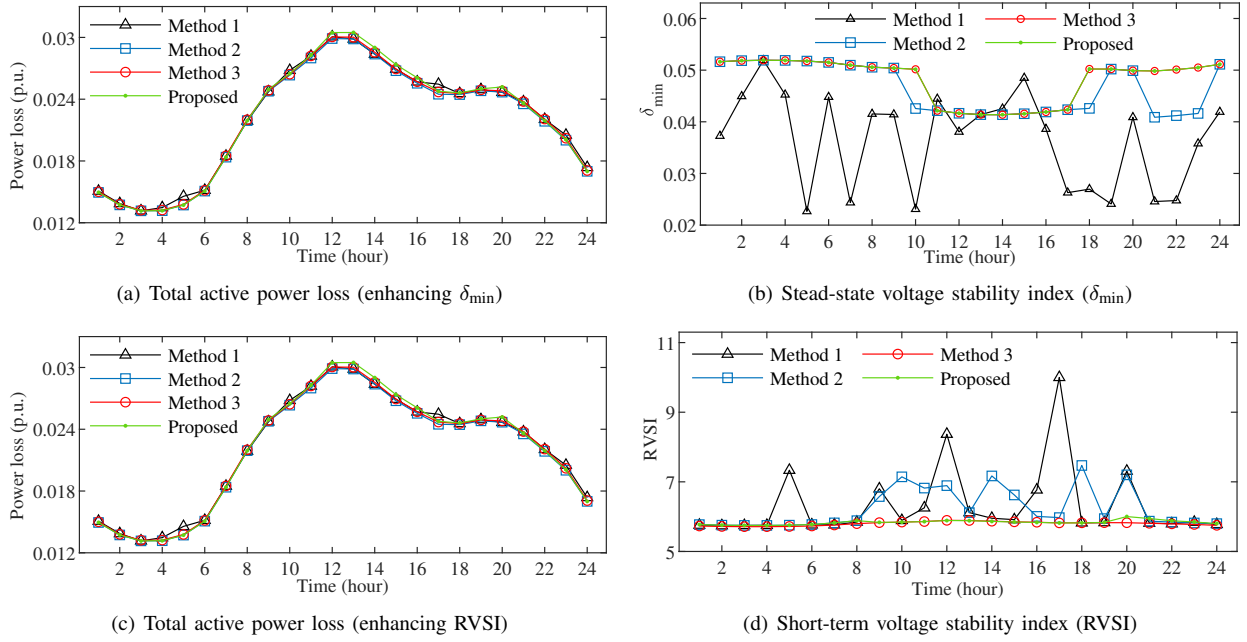 Power loss (p.u.)
0.03
0.024
0.018
0.012
Method 1
Method 2
Method 3
Proposed
2 4 6 8 10 12 14 16 18 20 22 24
Time (hour)
(a) Total active power loss (enhancing δmin)
δmin
0.06
0.05
0.04
0.03
0.02
Method 1
Method 2
Method 3
Proposed
2 4 6 8 10 12 14 16 18 20 22 24
Time (hour)
(b) Stead-state voltage stability index (δmin)
Power loss (p.u.)
0.03
0.024
0.018
0.012
Method 1
Method 2
Method 3
Proposed
2 4 6 8 10 12 14 16 18 20 22 24
Time (hour)
(c) Total active power loss (enhancing RVSI)
RVSI
11
9
7
5
Method 1
Method 2
Method 3
Proposed
2 4 6 8 10 12 14 16 18 20 22 24
Time (hour)
(d) Short-term voltage stability index (RVSI)